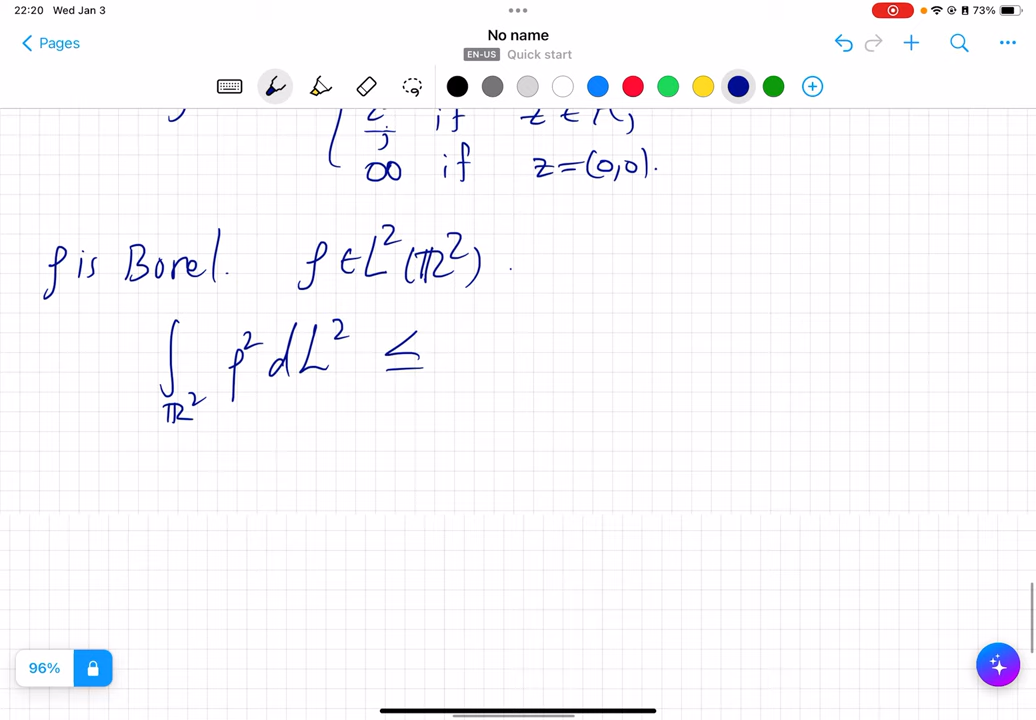 22:20 Wed Jan 3
73%
Pages
No name
EN-US Quick start
if
∞ if z=(0,0).
ρ is Borel. ρ∈L²(ℝ²).
∫_ℝ² ρ² dL² ≤
96%